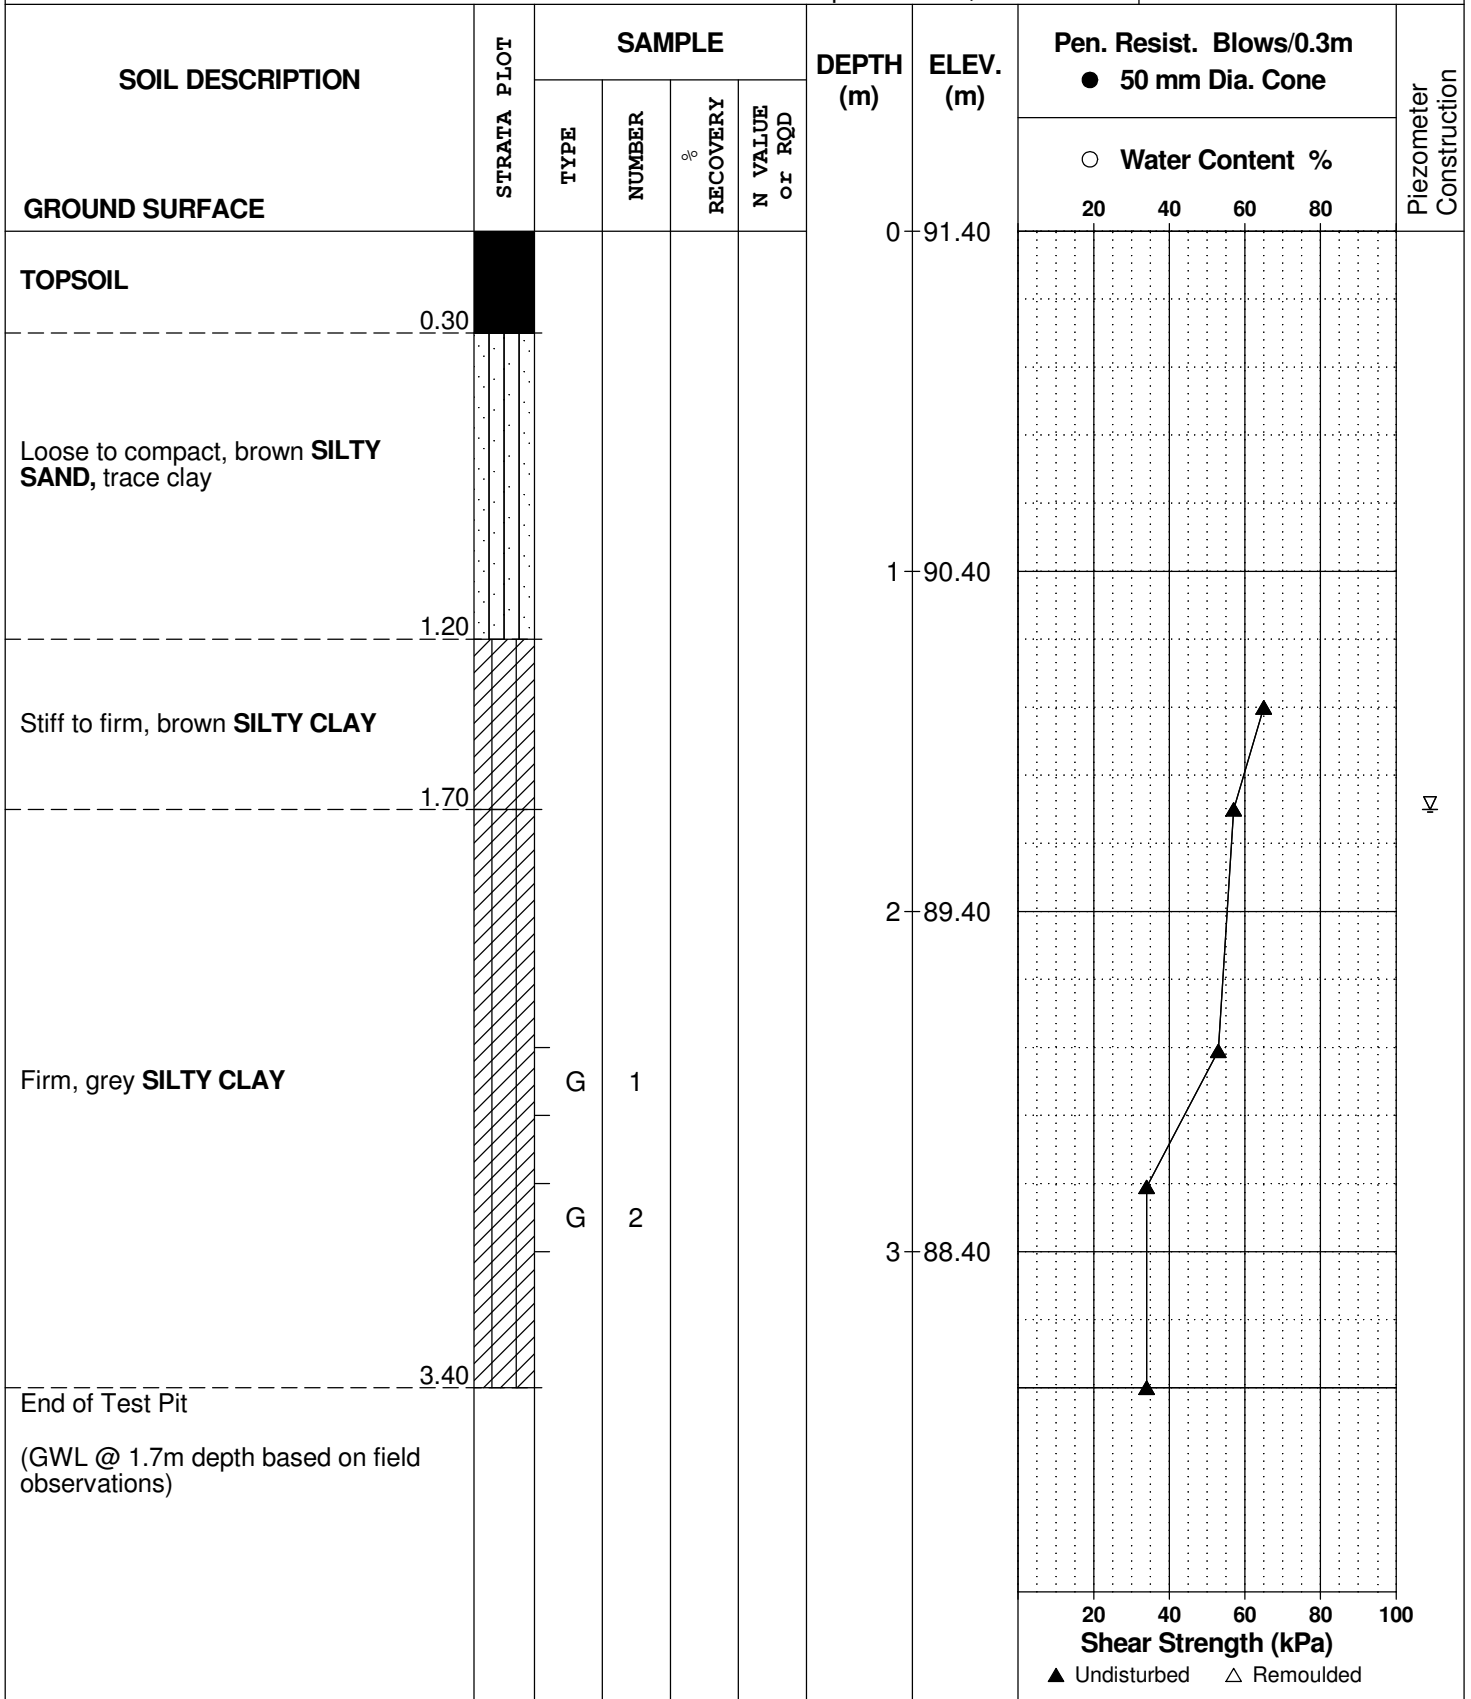 SOIL DESCRIPTION
GROUND SURFACE
STRATA PLOT
SAMPLE
TYPE
NUMBER
%
RECOVERY
N VALUE
or RQD
DEPTH
(m)
ELEV.
(m)
Pen. Resist. Blows/0.3m
● 50 mm Dia. Cone
○ Water Content %
20 40 60 80
Piezometer
Construction
0 91.40
TOPSOIL
0.30
Loose to compact, brown SILTY
SAND, trace clay
1 90.40
1.20
Stiff to firm, brown SILTY CLAY
1.70
2 89.40
Firm, grey SILTY CLAY
G 1
G 2
3 88.40
3.40
End of Test Pit
(GWL @ 1.7m depth based on field
observations)
20 40 60 80 100
Shear Strength (kPa)
▲ Undisturbed △ Remoulded